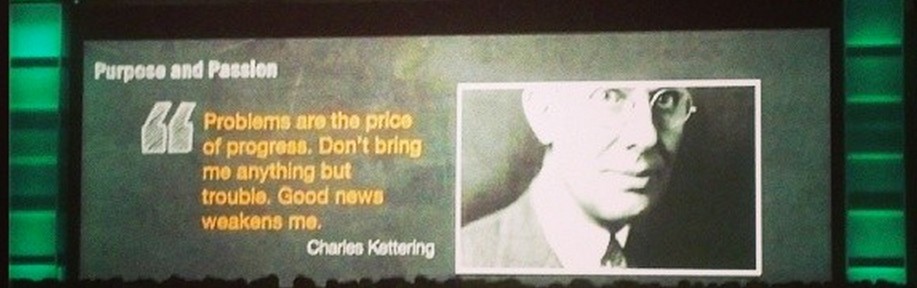 Purpose and Passion
Problems are the price
of progress. Don't bring
me anything but
trouble. Good news
weakens me.
Charles Kettering